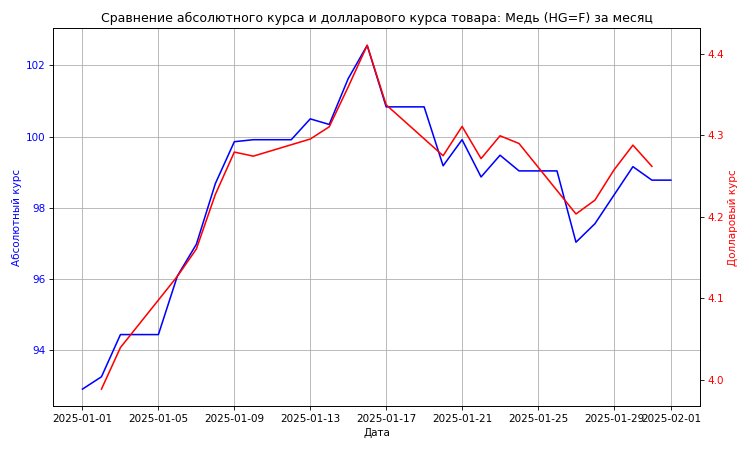 Сравнение абсолютного курса и долларового курса товара: Медь (HG=F) за месяц
102
100
98
96
94
Абсолютный курс
4.4
4.3
4.2
4.1
4.0
Долларовый курс
2025-01-01 2025-01-05 2025-01-09 2025-01-13 2025-01-17 2025-01-21 2025-01-25 2025-01-29 2025-02-01
Дата